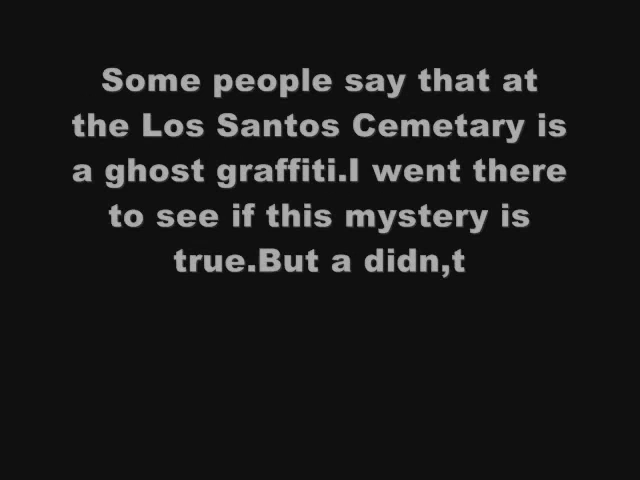 Some people say that at
the Los Santos Cemetary is
a ghost graffiti.I went there
to see if this mystery is
true.But a didn,t